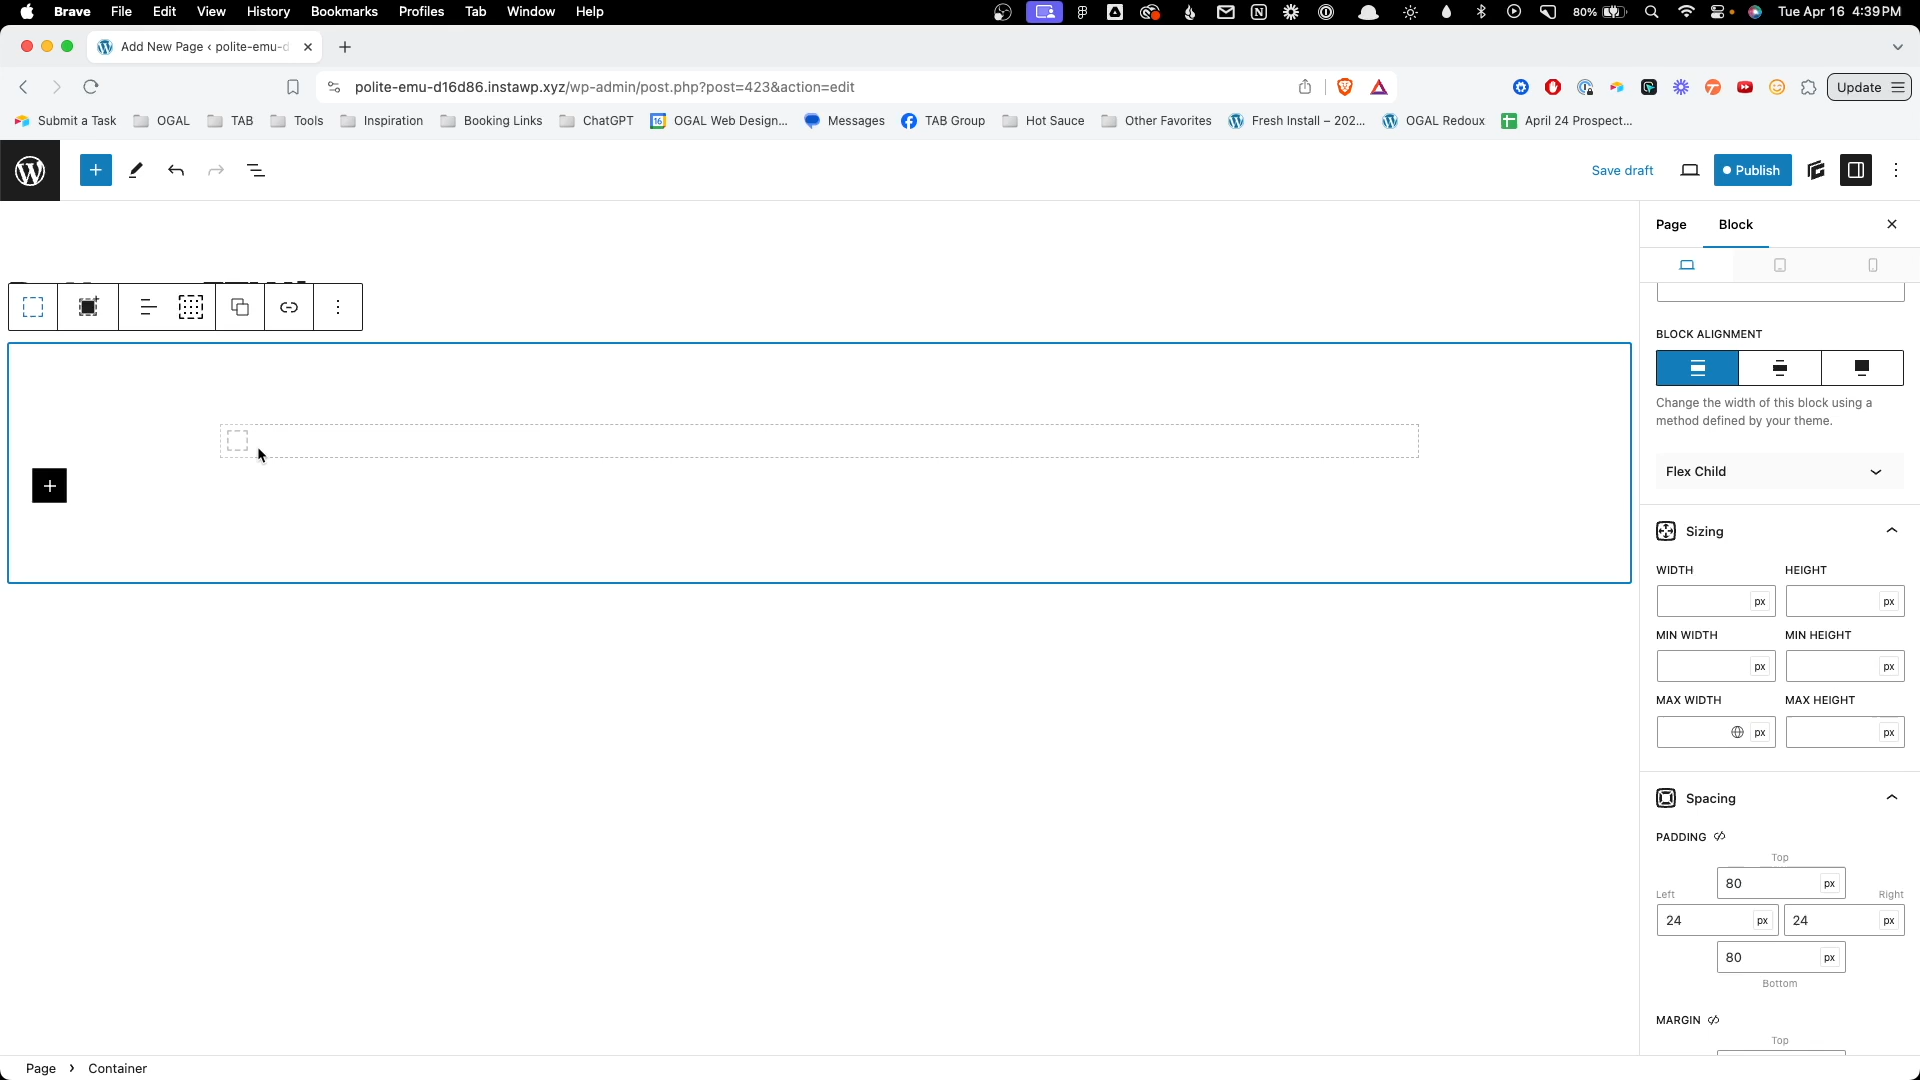 Brave File Edit View History Bookmarks Profiles Tab Window Help 80% Tue Apr 16 4:39 PM
Add New Page ‹ polite-emu-d
polite-emu-d16d86.instawp.xyz/wp-admin/post.php?post=423&action=edit Update
Submit a Task OGAL TAB Tools Inspiration Booking Links ChatGPT 16 OGAL Web Design... Messages TAB Group Hot Sauce Other Favorites Fresh Install – 202... OGAL Redoux April 24 Prospect...
Save draft Publish
Page Block
BLOCK ALIGNMENT
Change the width of this block using a
method defined by your theme.
Flex Child
Sizing
WIDTH HEIGHT
px px
MIN WIDTH MIN HEIGHT
px px
MAX WIDTH MAX HEIGHT
px px
Spacing
PADDING
Top
80 px
Left Right
24 px 24 px
80 px
Bottom
MARGIN
Top
Page › Container